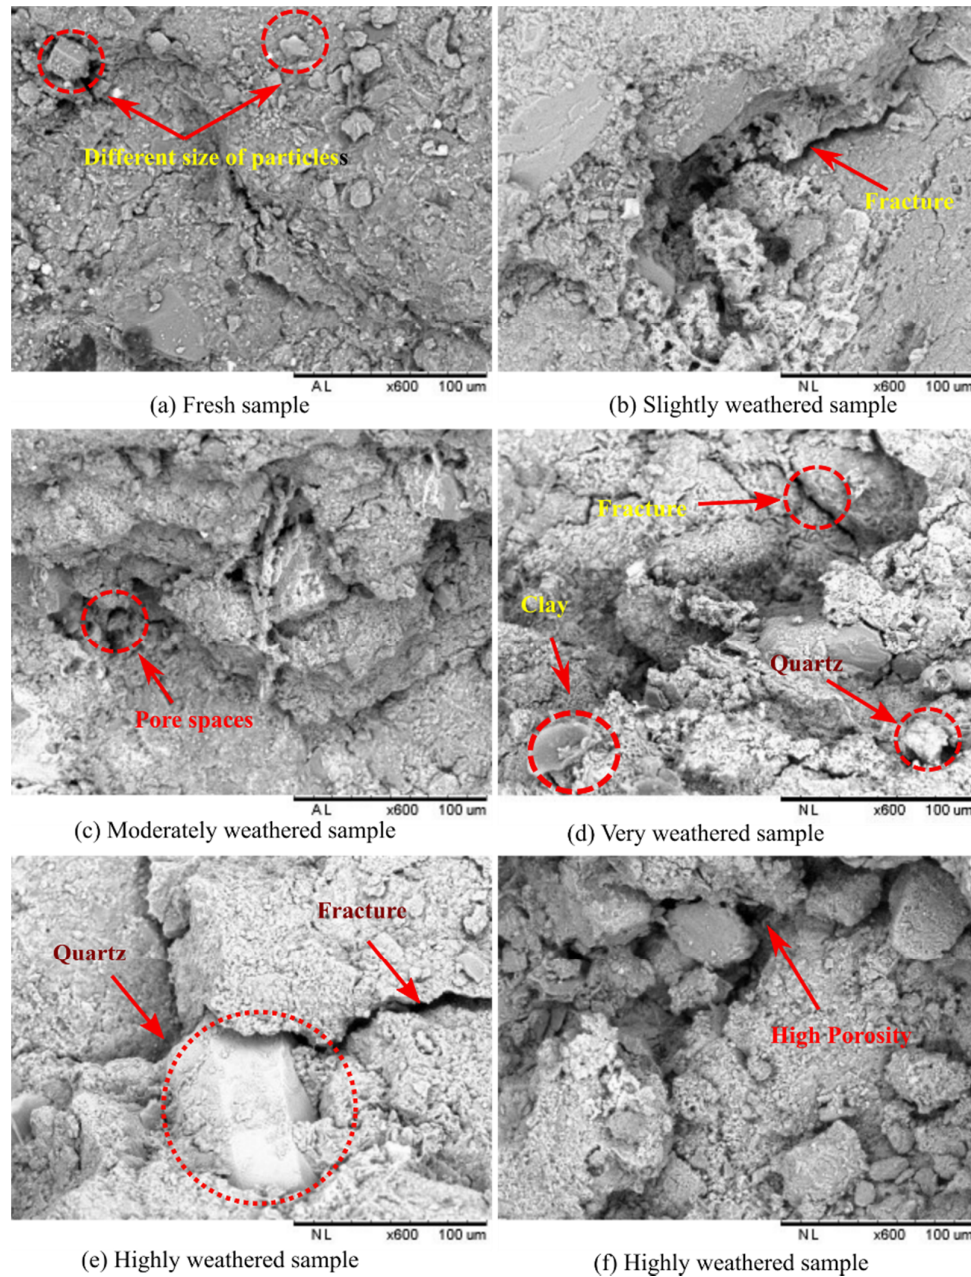 Different size of particless
AL x600 100 um
(a) Fresh sample
Fracture
NL x600 100 um
(b) Slightly weathered sample
Pore spaces
AL x600 100 um
(c) Moderately weathered sample
Fracture
Clay
Quartz
NL x600 100 um
(d) Very weathered sample
Fracture
Quartz
NL x600 100 um
(e) Highly weathered sample
High Porosity
NL x600 100 um
(f) Highly weathered sample